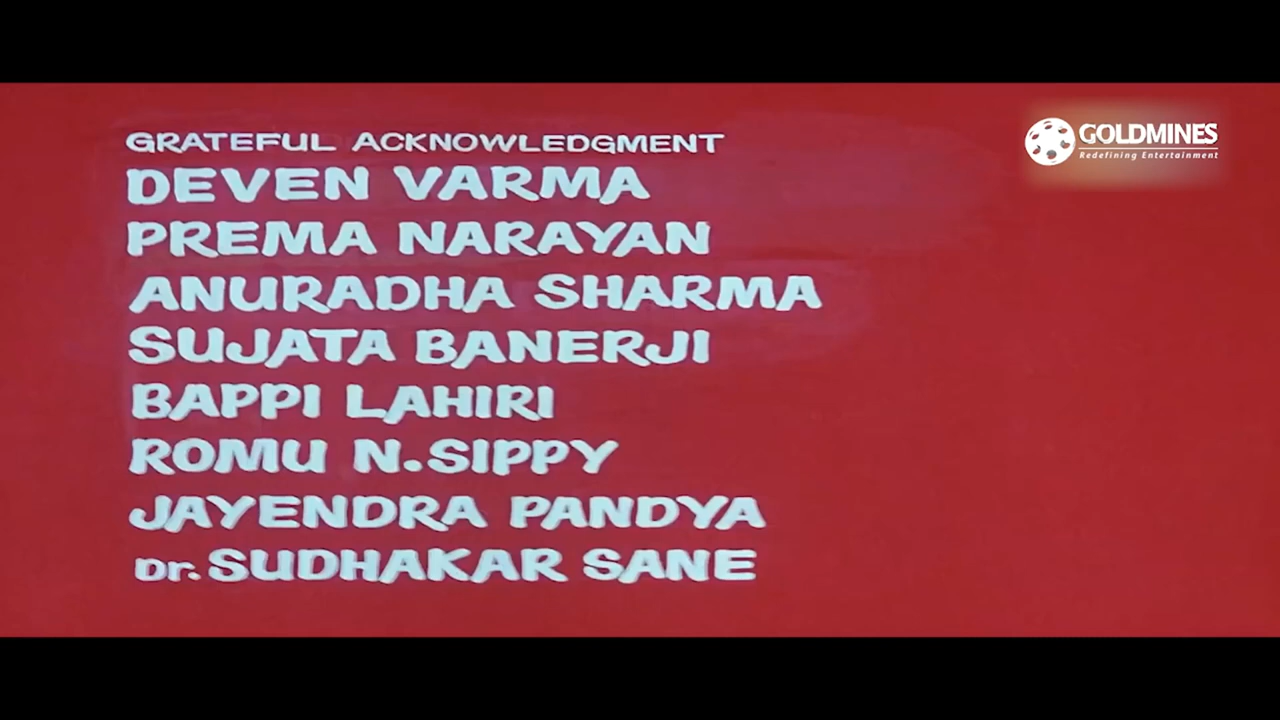 GRATEFUL ACKNOWLEDGMENT
DEVEN VARMA
PREMA NARAYAN
ANURADHA SHARMA
SUJATA BANERJI
BAPPI LAHIRI
ROMU N. SIPPY
JAYENDRA PANDYA
Dr. SUDHAKAR SANE
GOLDMINES
Redefining Entertainment